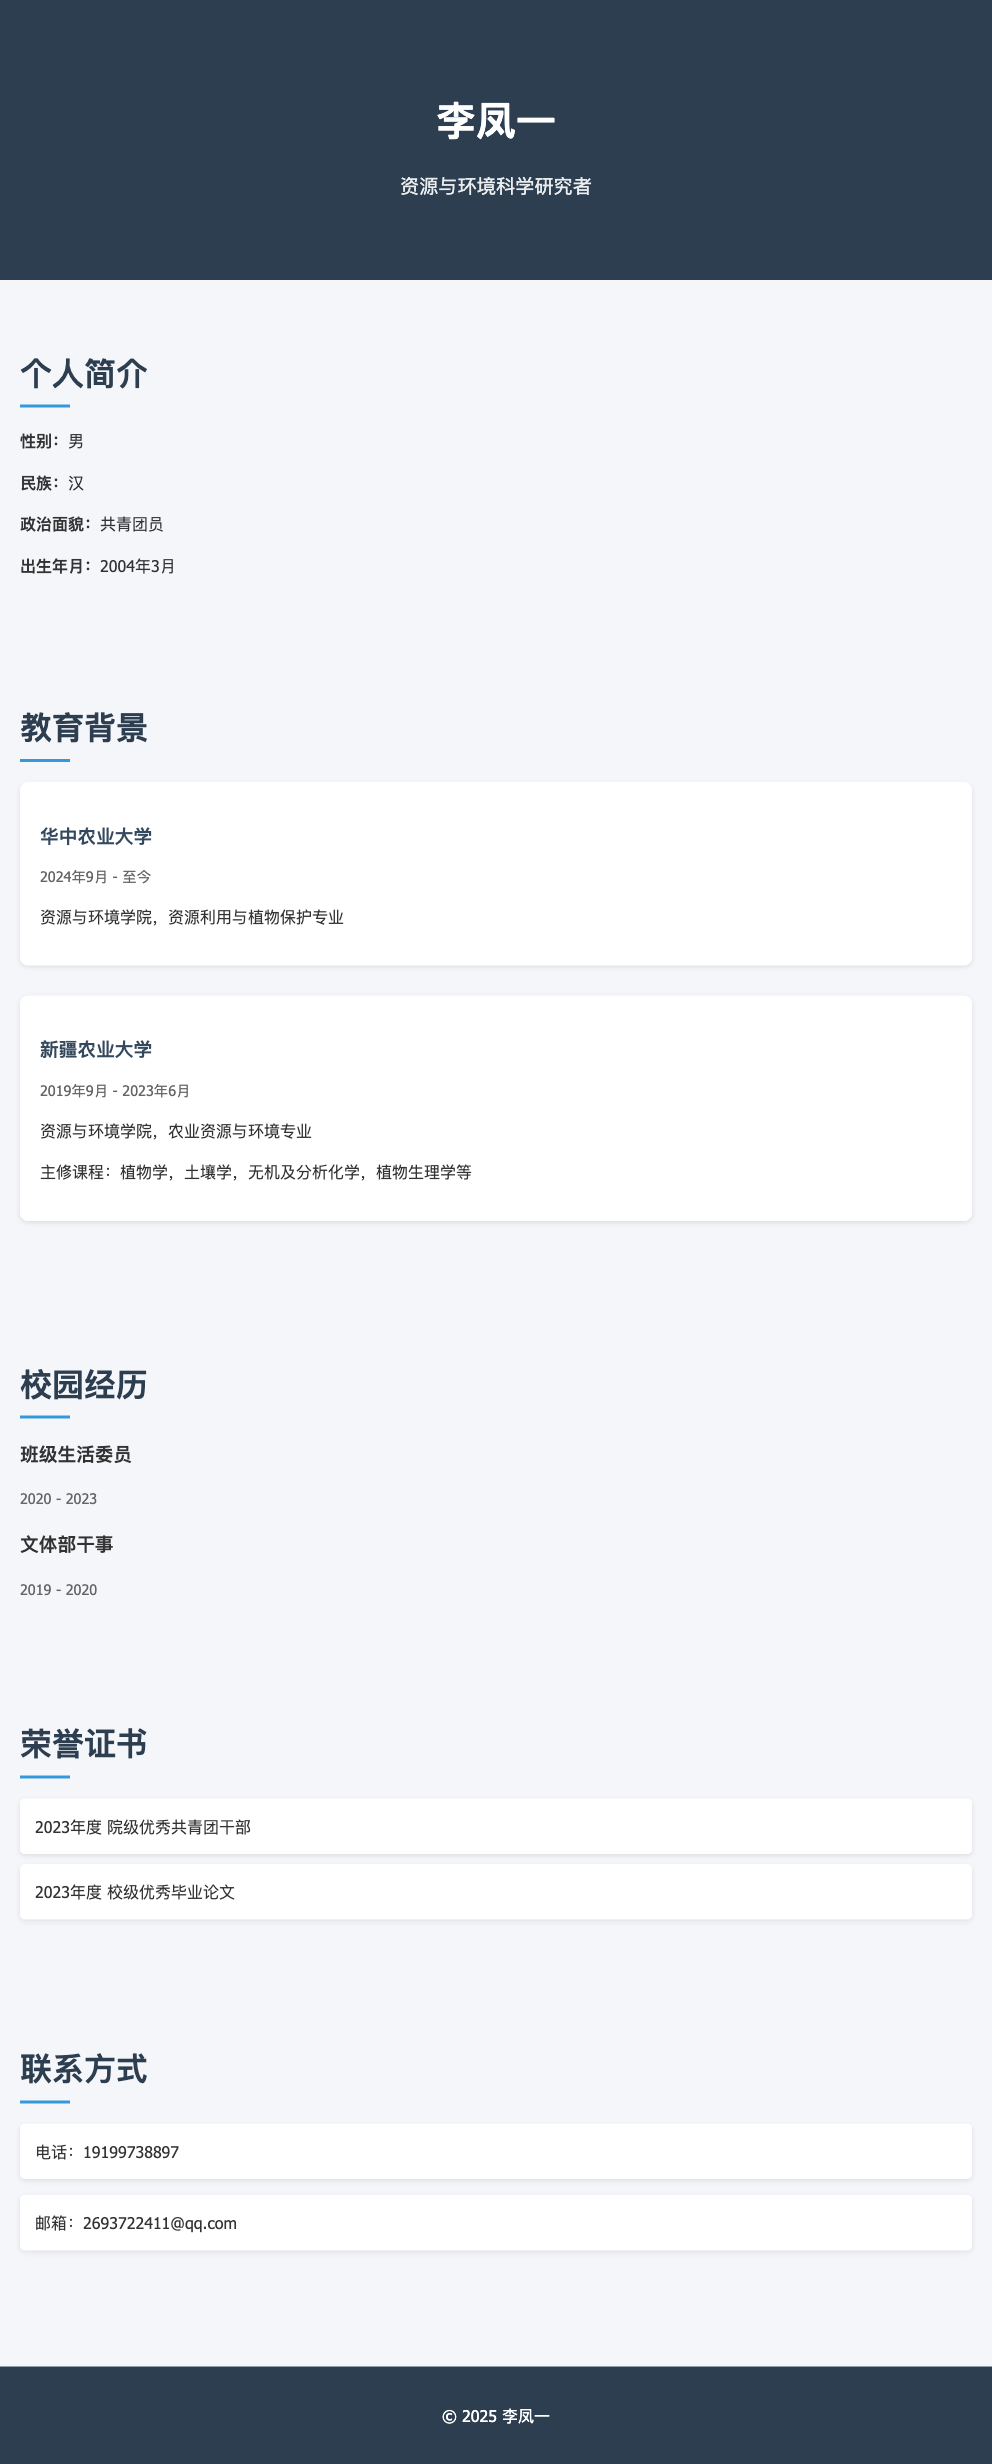 李凤一
资源与环境科学研究者
个人简介
性别：男
民族：汉
政治面貌：共青团员
出生年月：2004年3月
教育背景
华中农业大学
2024年9月 - 至今
资源与环境学院，资源利用与植物保护专业
新疆农业大学
2019年9月 - 2023年6月
资源与环境学院，农业资源与环境专业
主修课程：植物学，土壤学，无机及分析化学，植物生理学等
校园经历
班级生活委员
2020 - 2023
文体部干事
2019 - 2020
荣誉证书
2023年度 院级优秀共青团干部
2023年度 校级优秀毕业论文
联系方式
电话：19199738897
邮箱：2693722411@qq.com
© 2025 李凤一